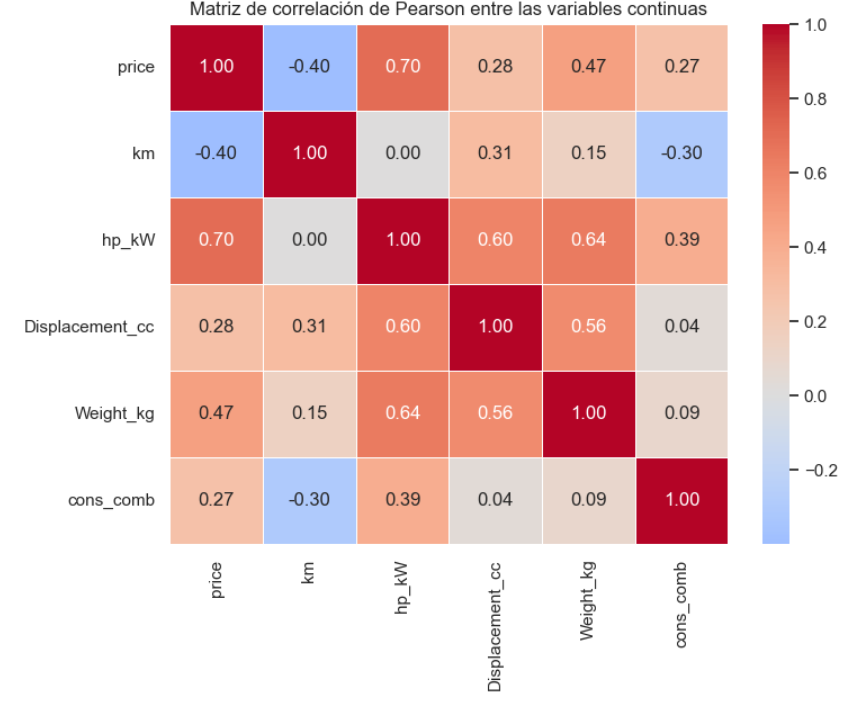 Matriz de correlación de Pearson entre las variables continuas
price 1.00 -0.40 0.70 0.28 0.47 0.27
km -0.40 1.00 0.00 0.31 0.15 -0.30
hp_kW 0.70 0.00 1.00 0.60 0.64 0.39
Displacement_cc 0.28 0.31 0.60 1.00 0.56 0.04
Weight_kg 0.47 0.15 0.64 0.56 1.00 0.09
cons_comb 0.27 -0.30 0.39 0.04 0.09 1.00
price
km
hp_kW
Displacement_cc
Weight_kg
cons_comb
1.0
0.8
0.6
0.4
0.2
0.0
−0.2